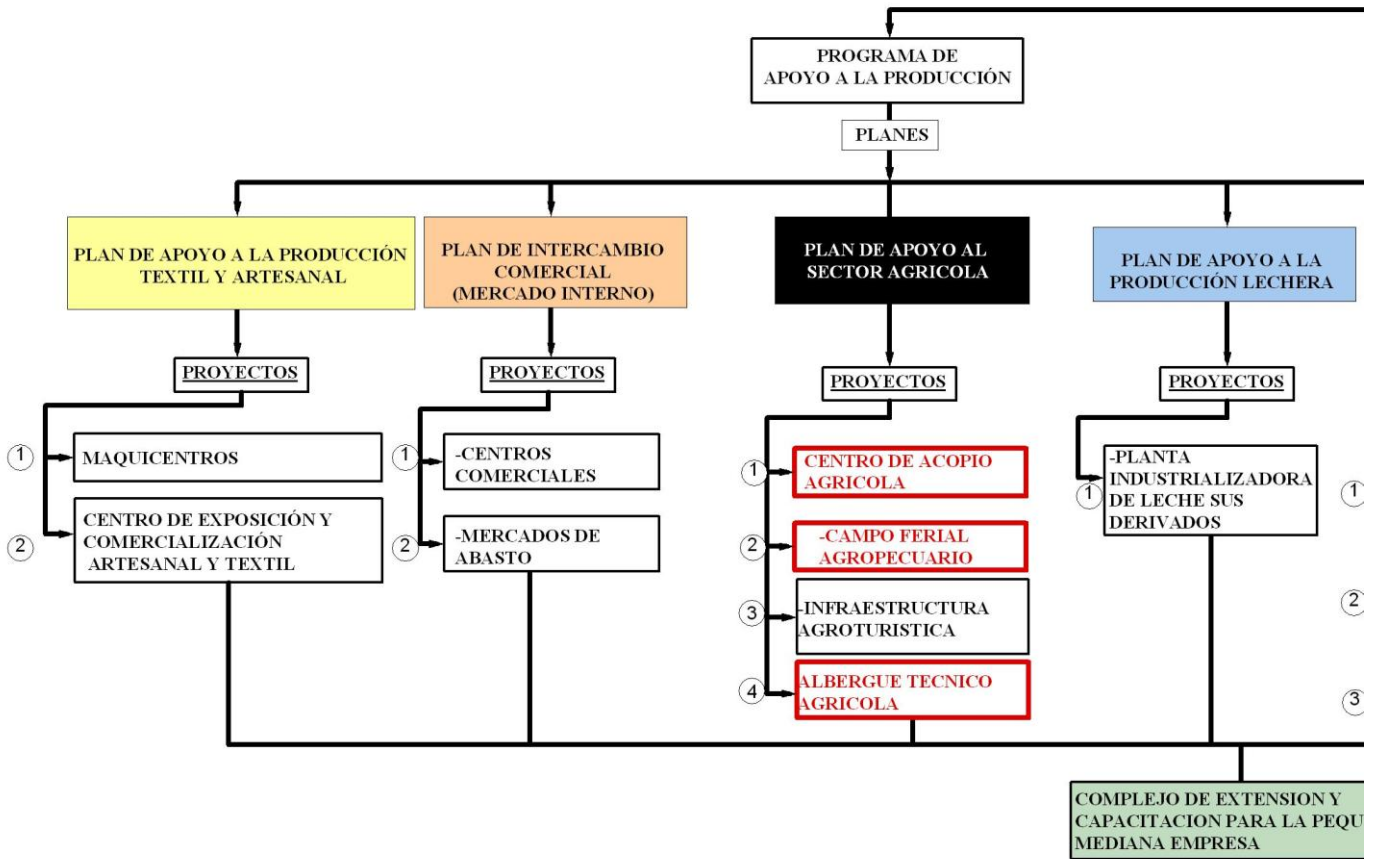 PROGRAMA DE
APOYO A LA PRODUCCIÓN
PLANES
PLAN DE APOYO A LA PRODUCCIÓN
TEXTIL Y ARTESANAL
PLAN DE INTERCAMBIO
COMERCIAL
(MERCADO INTERNO)
PLAN DE APOYO AL
SECTOR AGRICOLA
PLAN DE APOYO A LA
PRODUCCIÓN LECHERA
PROYECTOS
PROYECTOS
PROYECTOS
PROYECTOS
1
MAQUICENTROS
2
CENTRO DE EXPOSICIÓN Y
COMERCIALIZACIÓN
ARTESANAL Y TEXTIL
1
-CENTROS
COMERCIALES
2
-MERCADOS DE
ABASTO
1
CENTRO DE ACOPIO
AGRICOLA
2
-CAMPO FERIAL
AGROPECUARIO
3
-INFRAESTRUCTURA
AGROTURISTICA
4
ALBERGUE TECNICO
AGRICOLA
1
-PLANTA
INDUSTRIALIZADORA
DE LECHE SUS
DERIVADOS
1
2
3
COMPLEJO DE EXTENSION Y
CAPACITACION PARA LA PEQU
MEDIANA EMPRESA